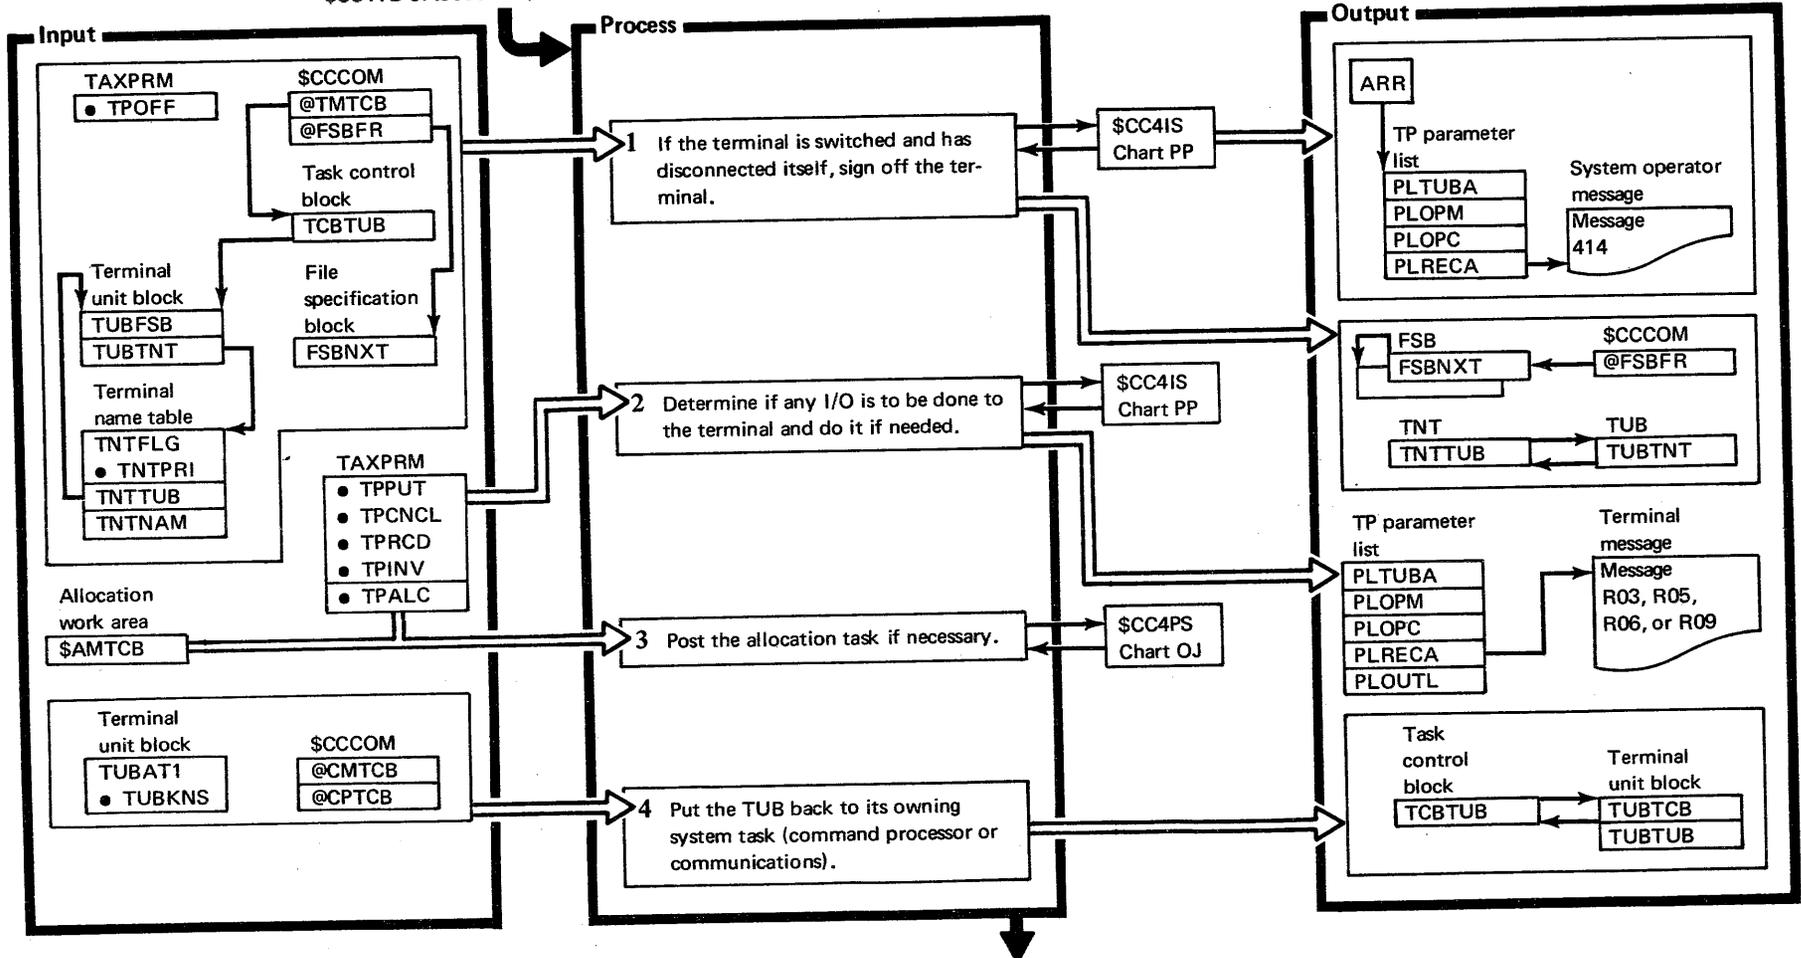 Input
TAXPRM
• TPOFF
$CCCOM
@TMTCB
@FSBFR
Task control
block
TCBTUB
Terminal
unit block
TUBFSB
TUBTNT
File
specification
block
FSBNXT
Terminal
name table
TNTFLG
• TNTPRI
TNTTUB
TNTNAM
TAXPRM
• TPPUT
• TPCNCL
• TPRCD
• TPINV
• TPALC
Allocation
work area
$AMTCB
Terminal
unit block
TUBAT1
• TUBKNS
$CCCOM
@CMTCB
@CPTCB
Process
1 If the terminal is switched and has
disconnected itself, sign off the ter-
minal.
$CC4IS
Chart PP
2 Determine if any I/O is to be done to
the terminal and do it if needed.
$CC4IS
Chart PP
3 Post the allocation task if necessary.
$CC4PS
Chart OJ
4 Put the TUB back to its owning
system task (command processor or
communications).
Output
ARR
TP parameter
list
PLTUBA
PLOPM
PLOPC
PLRECA
System operator
message
Message
414
FSB
FSBNXT
$CCCOM
@FSBFR
TNT
TNTTUB
TUB
TUBTNT
TP parameter
list
PLTUBA
PLOPM
PLOPC
PLRECA
PLOUTL
Terminal
message
Message
R03, R05,
R06, or R09
Task
control
block
TCBTUB
Terminal
unit block
TUBTCB
TUBTUB